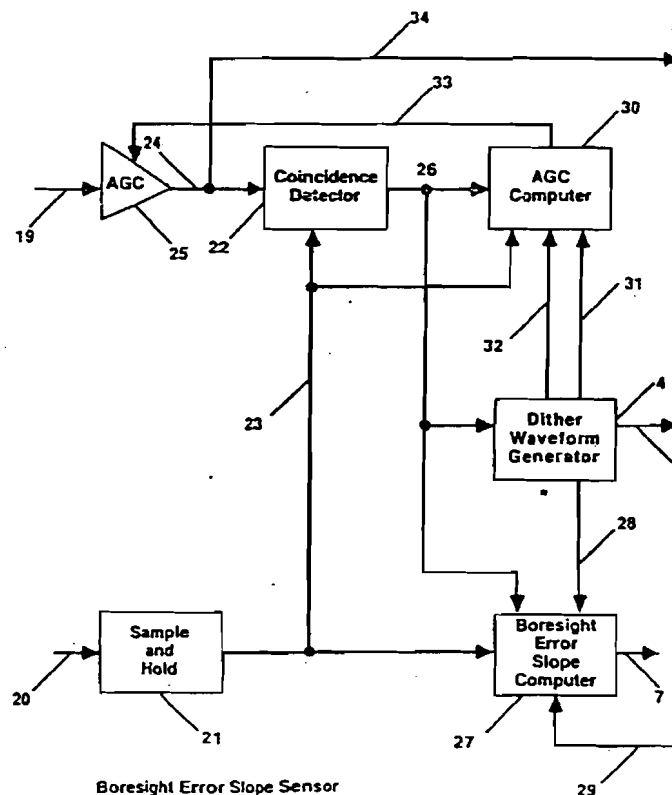 34
33
30
24
26
AGC
Coincidence
Detector
AGC
Computer
19
25
22
31
32
4
23
Dither
Waveform
Generator
28
Sample
and
Hold
Boresight
Error
Slope
Computer
20
7
21
27
29
Boresight Error Slope Sensor